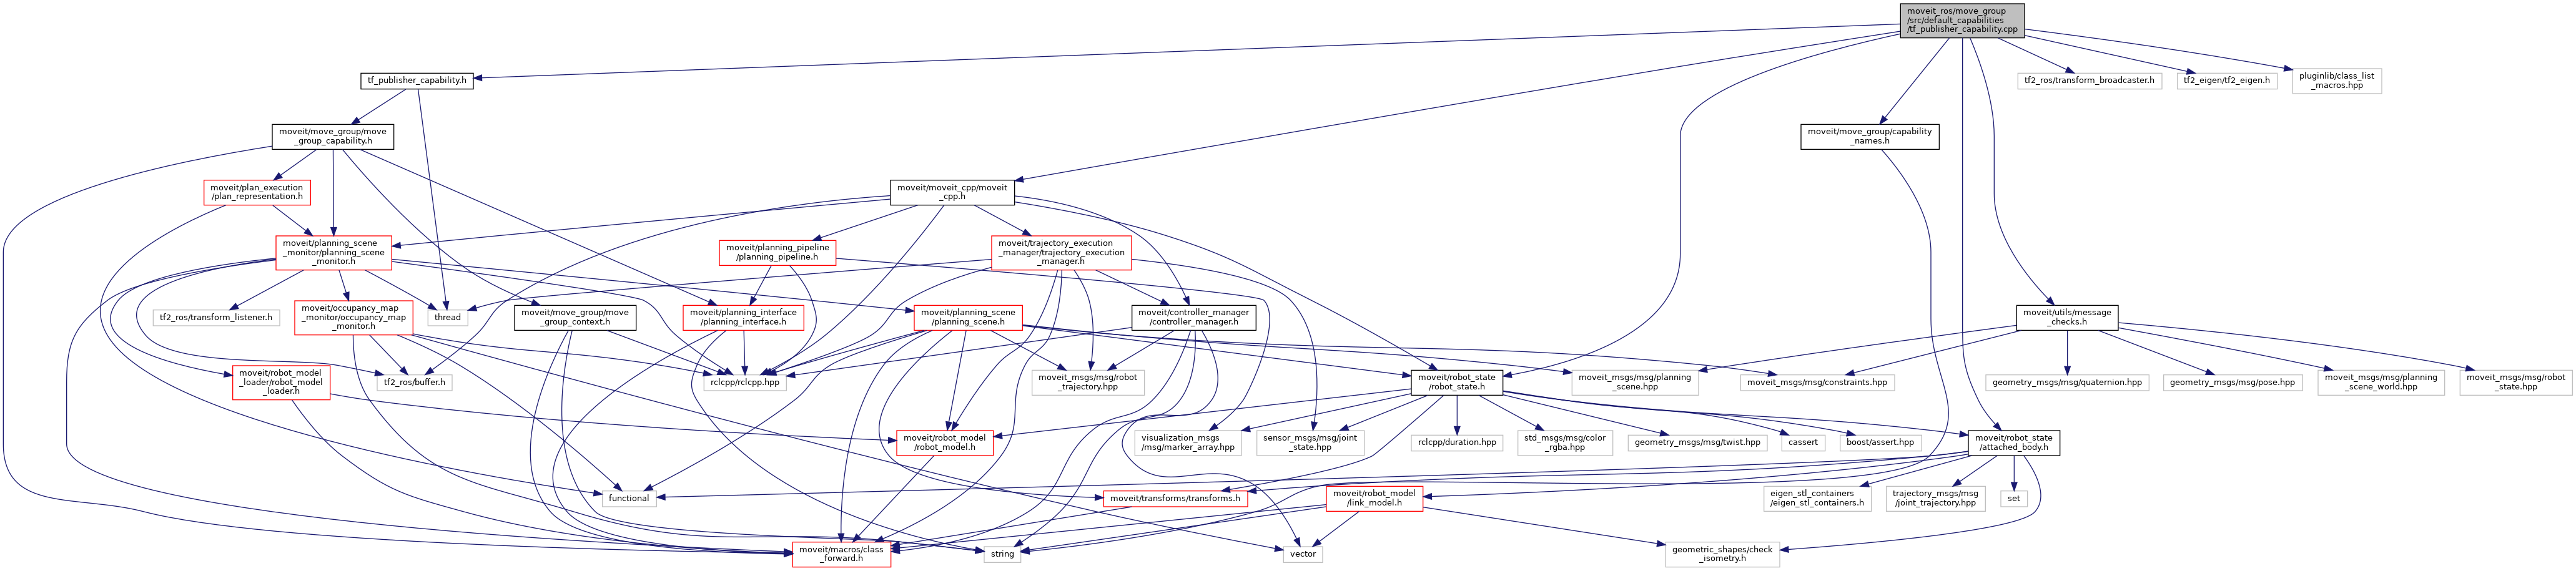 moveit_ros/move_group
/src/default_capabilities
/tf_publisher_capability.cpp
tf_publisher_capability.h
tf2_ros/transform_broadcaster.h
tf2_eigen/tf2_eigen.h
pluginlib/class_list
_macros.hpp
moveit/move_group/move
_group_capability.h
moveit/move_group/capability
_names.h
moveit/plan_execution
/plan_representation.h
moveit/moveit_cpp/moveit
_cpp.h
moveit/planning_scene
_monitor/planning_scene
_monitor.h
moveit/planning_pipeline
/planning_pipeline.h
moveit/trajectory_execution
_manager/trajectory_execution
_manager.h
tf2_ros/transform_listener.h
moveit/occupancy_map
_monitor/occupancy_map
_monitor.h
thread
moveit/move_group/move
_group_context.h
moveit/planning_interface
/planning_interface.h
moveit/planning_scene
/planning_scene.h
moveit/controller_manager
/controller_manager.h
moveit/utils/message
_checks.h
moveit/robot_model
_loader/robot_model
_loader.h
tf2_ros/buffer.h
rclcpp/rclcpp.hpp
moveit_msgs/msg/robot
_trajectory.hpp
moveit/robot_state
/robot_state.h
moveit_msgs/msg/planning
_scene.hpp
moveit_msgs/msg/constraints.hpp
geometry_msgs/msg/quaternion.hpp
geometry_msgs/msg/pose.hpp
moveit_msgs/msg/planning
_scene_world.hpp
moveit_msgs/msg/robot
_state.hpp
moveit/robot_model
/robot_model.h
visualization_msgs
/msg/marker_array.hpp
sensor_msgs/msg/joint
_state.hpp
rclcpp/duration.hpp
std_msgs/msg/color
_rgba.hpp
geometry_msgs/msg/twist.hpp
cassert
boost/assert.hpp
moveit/robot_state
/attached_body.h
functional
moveit/transforms/transforms.h
moveit/robot_model
/link_model.h
eigen_stl_containers
/eigen_stl_containers.h
trajectory_msgs/msg
/joint_trajectory.hpp
set
moveit/macros/class
_forward.h
string
vector
geometric_shapes/check
_isometry.h